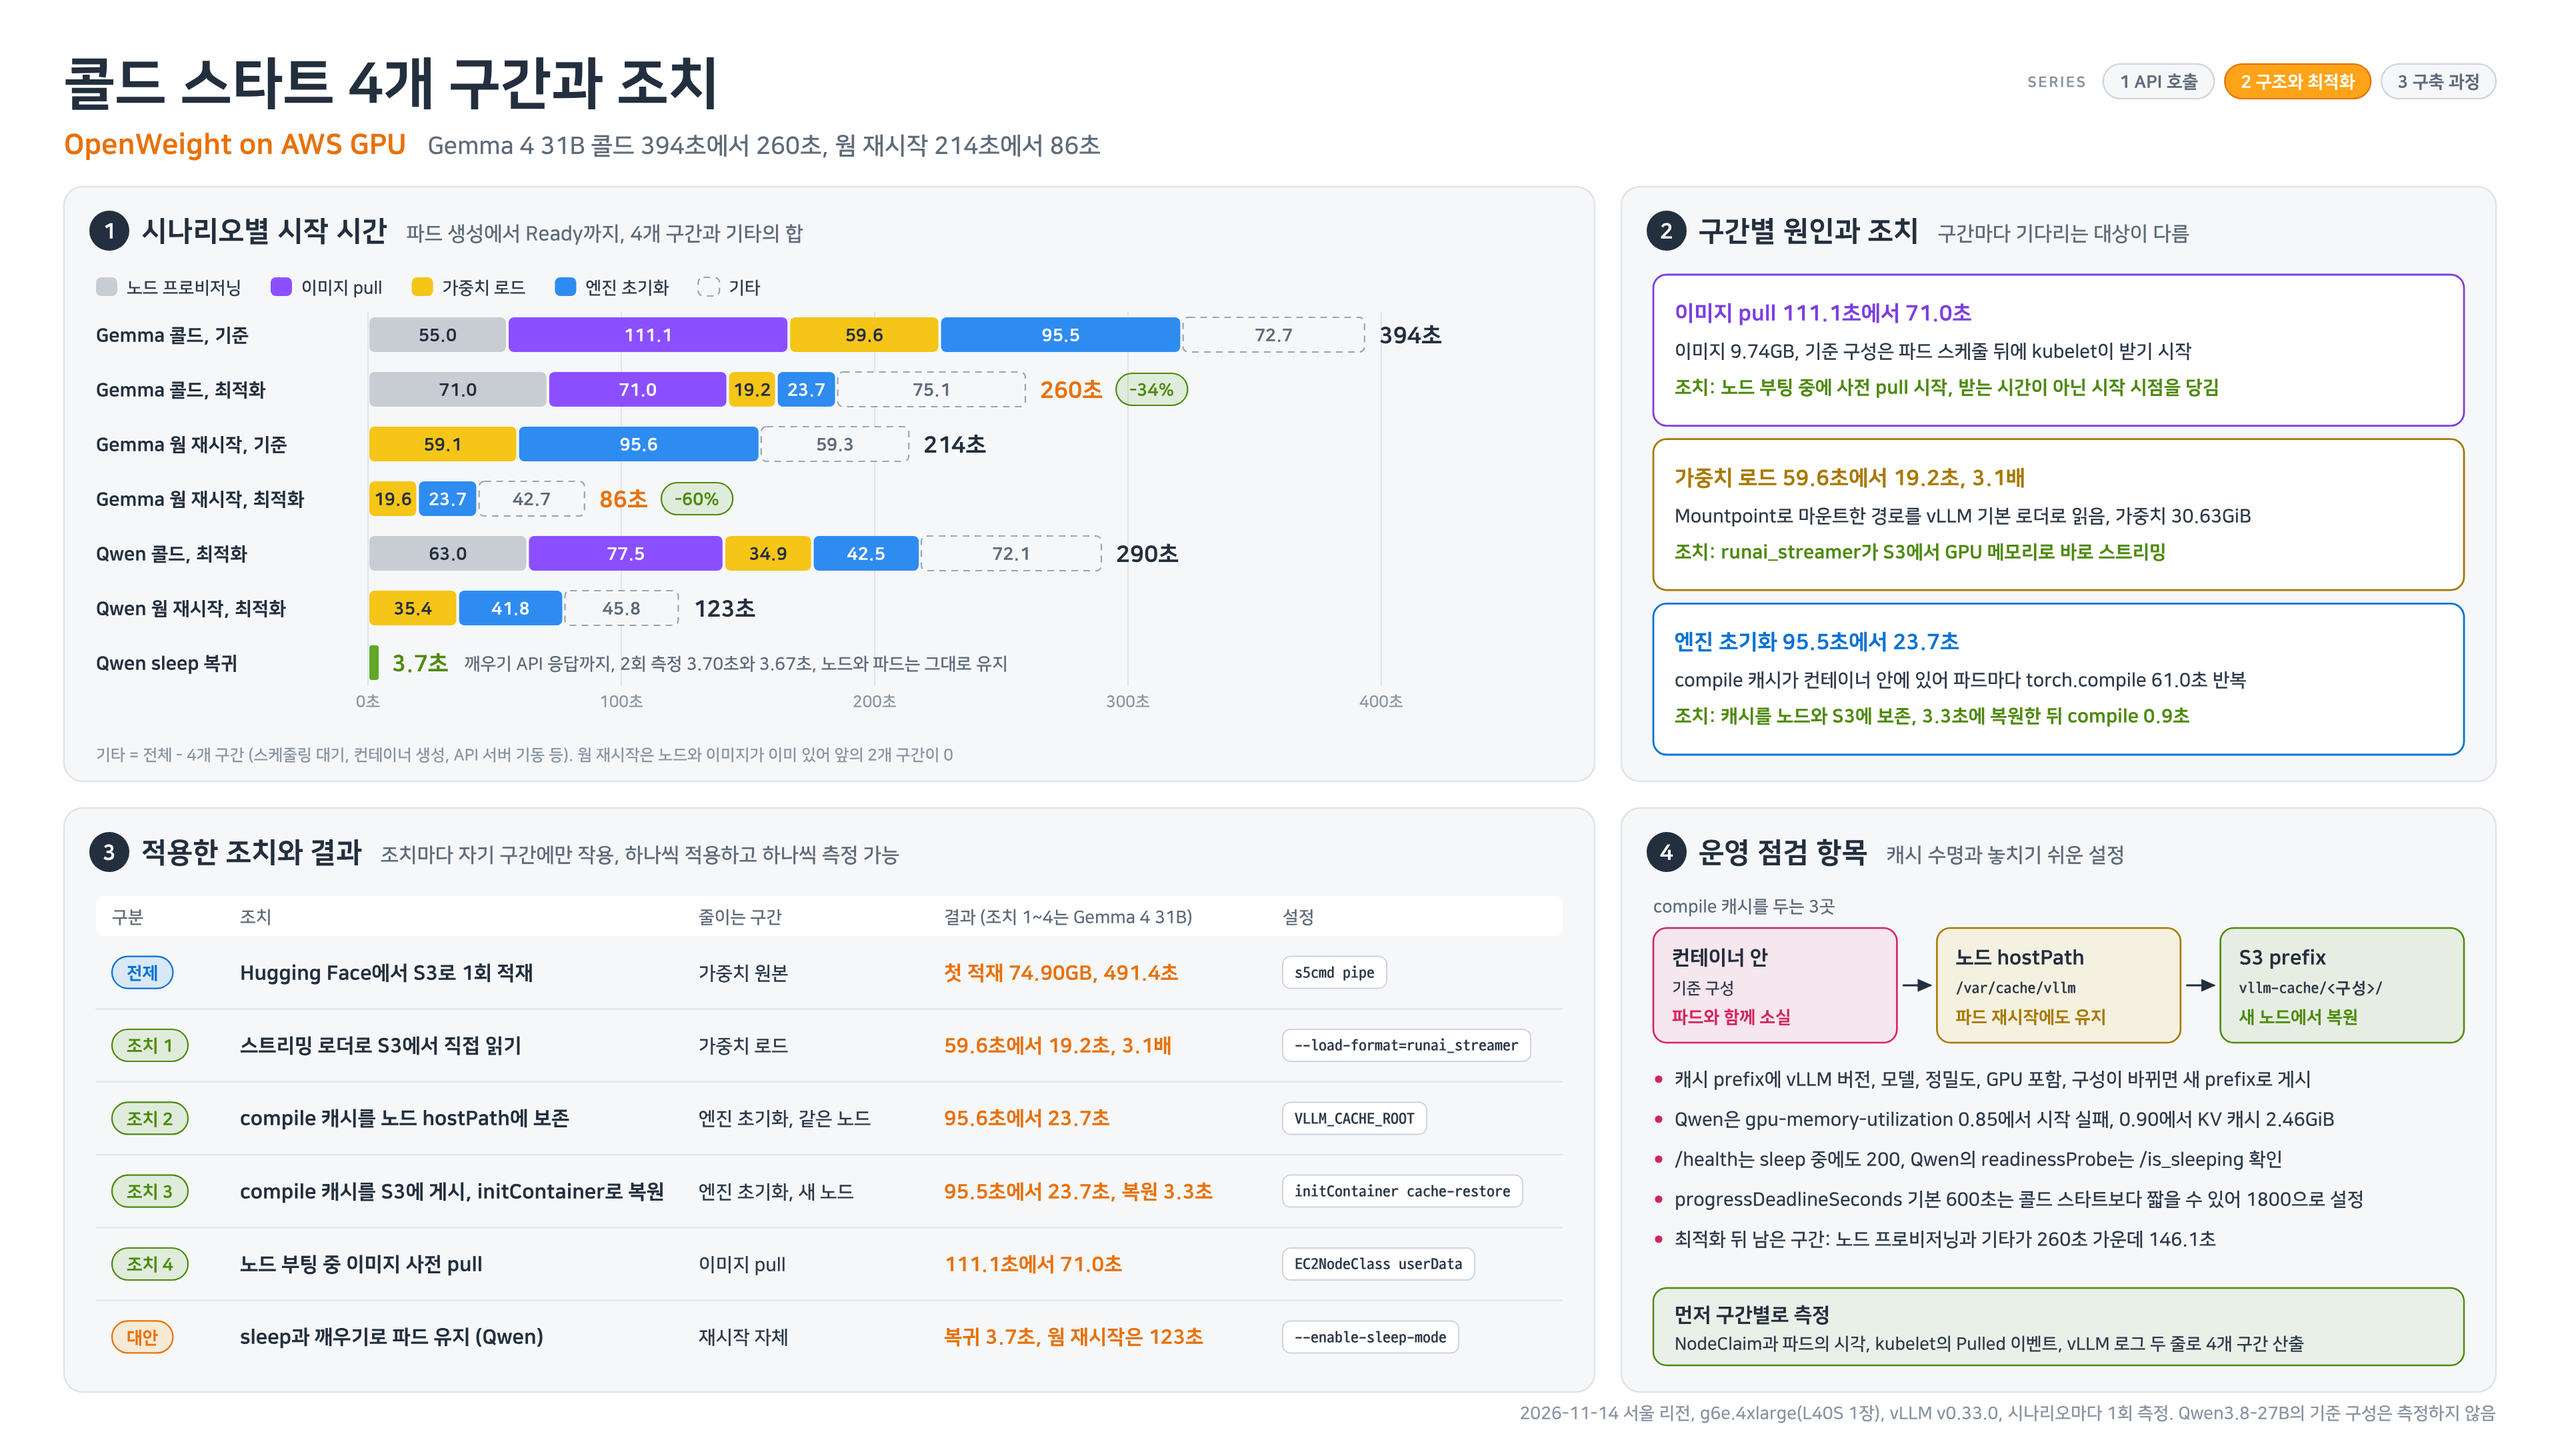 콜드 스타트 4개 구간과 조치
SERIES 1 API 호출 2 구조와 최적화 3 구축 과정
OpenWeight on AWS GPU Gemma 4 31B 콜드 394초에서 260초, 웜 재시작 214초에서 86초
1 시나리오별 시작 시간 파드 생성에서 Ready까지, 4개 구간과 기타의 합
노드 프로비저닝 이미지 pull 가중치 로드 엔진 초기화 기타
Gemma 콜드, 기준 55.0 111.1 59.6 95.5 72.7 394초
Gemma 콜드, 최적화 71.0 71.0 19.2 23.7 75.1 260초 -34%
Gemma 웜 재시작, 기준 59.1 95.6 59.3 214초
Gemma 웜 재시작, 최적화 19.6 23.7 42.7 86초 -60%
Qwen 콜드, 최적화 63.0 77.5 34.9 42.5 72.1 290초
Qwen 웜 재시작, 최적화 35.4 41.8 45.8 123초
Qwen sleep 복귀 3.7초 깨우기 API 응답까지, 2회 측정 3.70초와 3.67초, 노드와 파드는 그대로 유지
0초 100초 200초 300초 400초
기타 = 전체 - 4개 구간 (스케줄링 대기, 컨테이너 생성, API 서버 기동 등). 웜 재시작은 노드와 이미지가 이미 있어 앞의 2개 구간이 0
2 구간별 원인과 조치 구간마다 기다리는 대상이 다름
이미지 pull 111.1초에서 71.0초
이미지 9.74GB, 기준 구성은 파드 스케줄 뒤에 kubelet이 받기 시작
조치: 노드 부팅 중에 사전 pull 시작, 받는 시간이 아닌 시작 시점을 당김
가중치 로드 59.6초에서 19.2초, 3.1배
Mountpoint로 마운트한 경로를 vLLM 기본 로더로 읽음, 가중치 30.63GiB
조치: runai_streamer가 S3에서 GPU 메모리로 바로 스트리밍
엔진 초기화 95.5초에서 23.7초
compile 캐시가 컨테이너 안에 있어 파드마다 torch.compile 61.0초 반복
조치: 캐시를 노드와 S3에 보존, 3.3초에 복원한 뒤 compile 0.9초
3 적용한 조치와 결과 조치마다 자기 구간에만 작용, 하나씩 적용하고 하나씩 측정 가능
구분 조치 줄이는 구간 결과 (조치 1~4는 Gemma 4 31B) 설정
전제 Hugging Face에서 S3로 1회 적재 가중치 원본 첫 적재 74.90GB, 491.4초 s5cmd pipe
조치 1 스트리밍 로더로 S3에서 직접 읽기 가중치 로드 59.6초에서 19.2초, 3.1배 --load-format=runai_streamer
조치 2 compile 캐시를 노드 hostPath에 보존 엔진 초기화, 같은 노드 95.6초에서 23.7초 VLLM_CACHE_ROOT
조치 3 compile 캐시를 S3에 게시, initContainer로 복원 엔진 초기화, 새 노드 95.5초에서 23.7초, 복원 3.3초 initContainer cache-restore
조치 4 노드 부팅 중 이미지 사전 pull 이미지 pull 111.1초에서 71.0초 EC2NodeClass userData
대안 sleep과 깨우기로 파드 유지 (Qwen) 재시작 자체 복귀 3.7초, 웜 재시작은 123초 --enable-sleep-mode
4 운영 점검 항목 캐시 수명과 놓치기 쉬운 설정
compile 캐시를 두는 3곳
컨테이너 안 노드 hostPath S3 prefix
기준 구성 /var/cache/vllm vllm-cache/<구성>/
파드와 함께 소실 파드 재시작에도 유지 새 노드에서 복원
• 캐시 prefix에 vLLM 버전, 모델, 정밀도, GPU 포함, 구성이 바뀌면 새 prefix로 게시
• Qwen은 gpu-memory-utilization 0.85에서 시작 실패, 0.90에서 KV 캐시 2.46GiB
• /health는 sleep 중에도 200, Qwen의 readinessProbe는 /is_sleeping 확인
• progressDeadlineSeconds 기본 600초는 콜드 스타트보다 짧을 수 있어 1800으로 설정
• 최적화 뒤 남은 구간: 노드 프로비저닝과 기타가 260초 가운데 146.1초
먼저 구간별로 측정
NodeClaim과 파드의 시각, kubelet의 Pulled 이벤트, vLLM 로그 두 줄로 4개 구간 산출
2026-11-14 서울 리전, g6e.4xlarge(L40S 1장), vLLM v0.33.0, 시나리오마다 1회 측정. Qwen3.8-27B의 기준 구성은 측정하지 않음